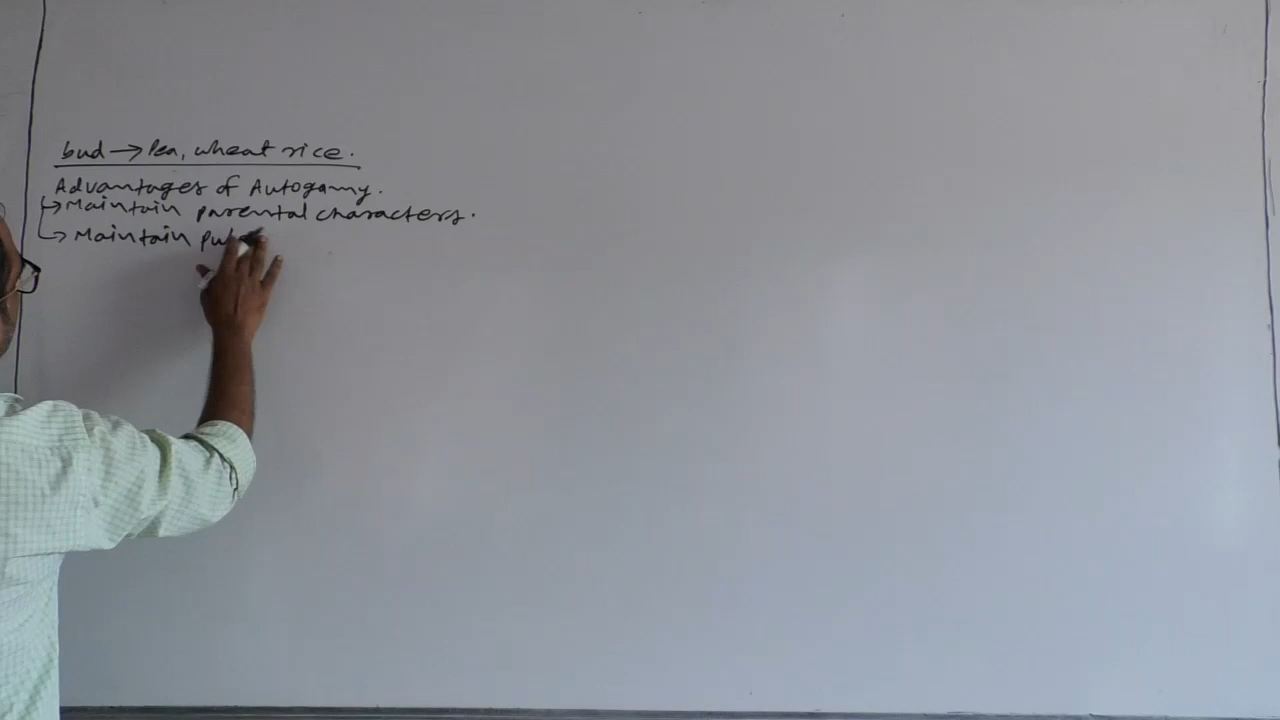 bud → Pea, wheat rice.
Advantages of Autogamy.
→ Maintain parental characters.
→ Maintain